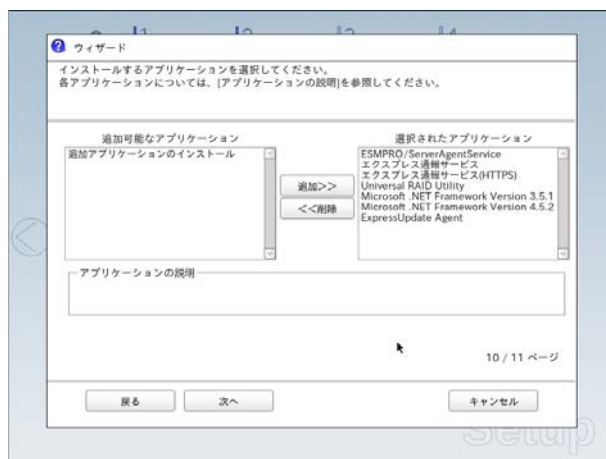 ウィザード
インストールするアプリケーションを選択してください。
各アプリケーションについては、[アプリケーションの説明]を参照してください。
追加可能なアプリケーション
追加アプリケーションのインストール
追加>>
<<削除
選択されたアプリケーション
ESMPRO/ServerAgentService
エクスプレス通報サービス
エクスプレス通報サービス(HTTPS)
Universal RAID Utility
Microsoft .NET Framework Version 3.5.1
Microsoft .NET Framework Version 4.5.2
ExpressUpdate Agent
アプリケーションの説明
10 / 11 ページ
戻る
次へ
キャンセル
Setup